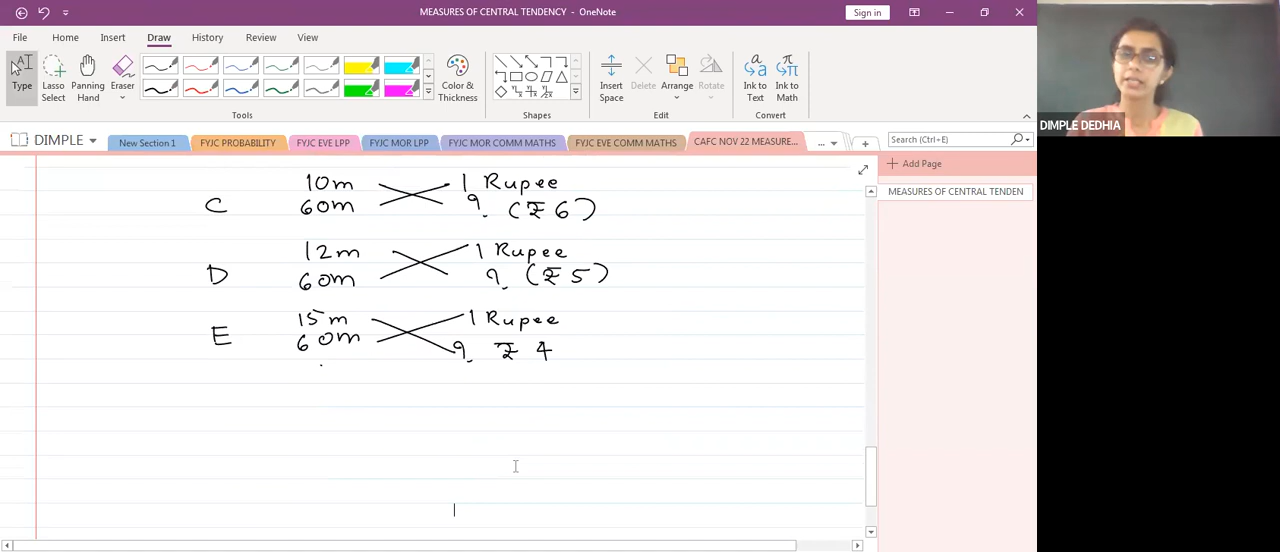 MEASURES OF CENTRAL TENDENCY - OneNote
Sign in
File Home Insert Draw History Review View
Type
Lasso Select
Panning Hand
Eraser
Color & Thickness
Insert Space
Delete
Arrange
Rotate
Ink to Text
Ink to Math
Tools
Shapes
Edit
Convert
DIMPLE
New Section 1
FYJC PROBABILITY
FYJC EVE LPP
FYJC MOR LPP
FYJC MOR COMM MATHS
FYJC EVE COMM MATHS
CAFC NOV 22 MEASURE...
...
Search (Ctrl+E)
DIMPLE DEDHIA
Add Page
MEASURES OF CENTRAL TENDEN
10m 1 Rupee
C 60m ? (₹ 6)
12m 1 Rupee
D 60m ? (₹ 5)
15m 1 Rupee
E 60m ? ₹ 4